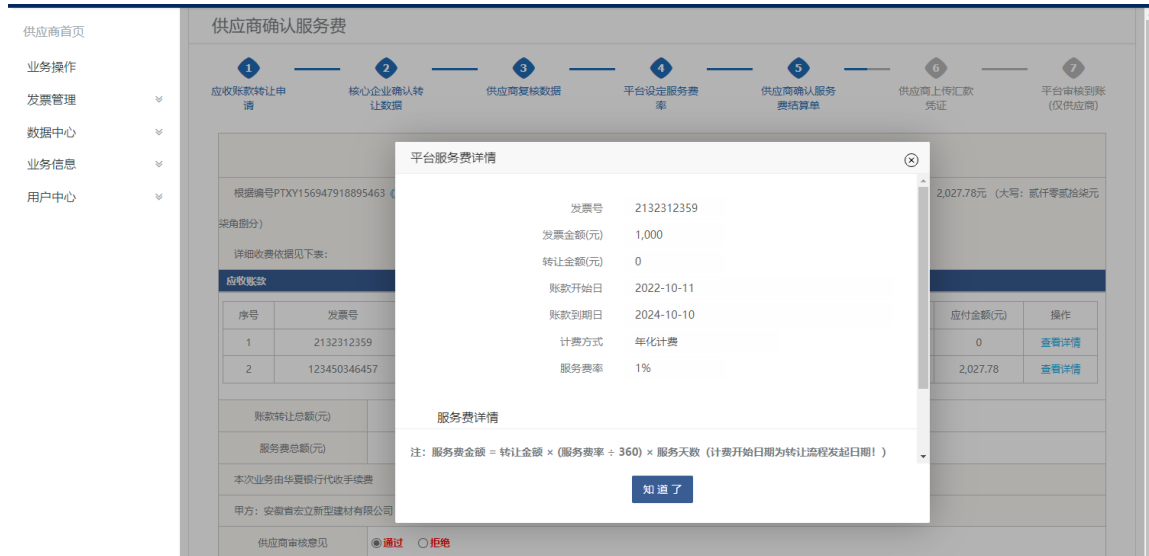 供应商首页
业务操作
发票管理
数据中心
业务信息
用户中心
供应商确认服务费
1 2 3 4 5 6 7
应收账款转让申请
核心企业确认转让数据
供应商复核数据
平台设定服务费率
供应商确认服务费结算单
供应商上传汇款凭证
平台审核到账(仅供应商)
根据编号PTXY156947918895463
2,027.78元 (大写: 贰仟零贰拾柒元
柒角捌分)
详细收费依据见下表:
应收账款
序号 发票号 应付金额(元) 操作
1 2132312359 0 查看详情
2 123450346457 2,027.78 查看详情
账款转让总额(元)
服务费总额(元)
本次业务由华夏银行代收手续费
甲方: 安徽省宏立新型建材有限公司
供应商审核意见 通过 拒绝
平台服务费详情
发票号 2132312359
发票金额(元) 1,000
转让金额(元) 0
账款开始日 2022-10-11
账款到期日 2024-10-10
计费方式 年化计费
服务费率 1%
服务费详情
注: 服务费金额 = 转让金额 × (服务费率 ÷ 360) × 服务天数 (计费开始日期为转让流程发起日期! )
知道了